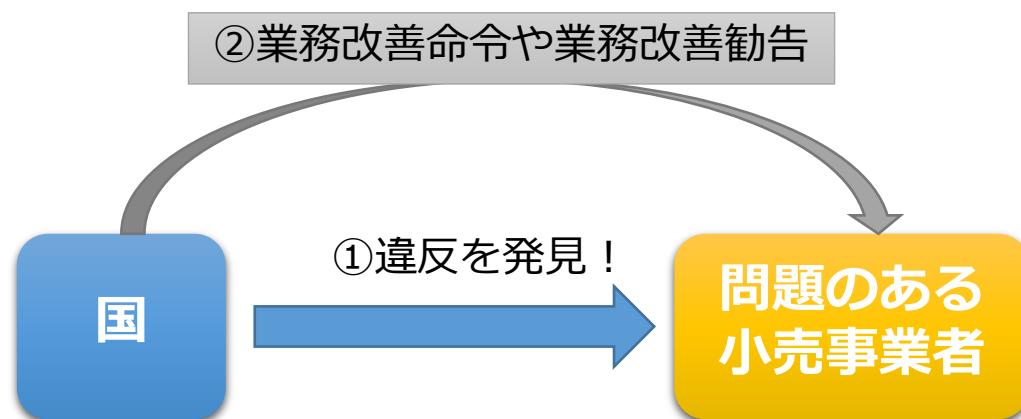 ②業務改善命令や業務改善勧告
①違反を発見！
国
問題のある
小売事業者